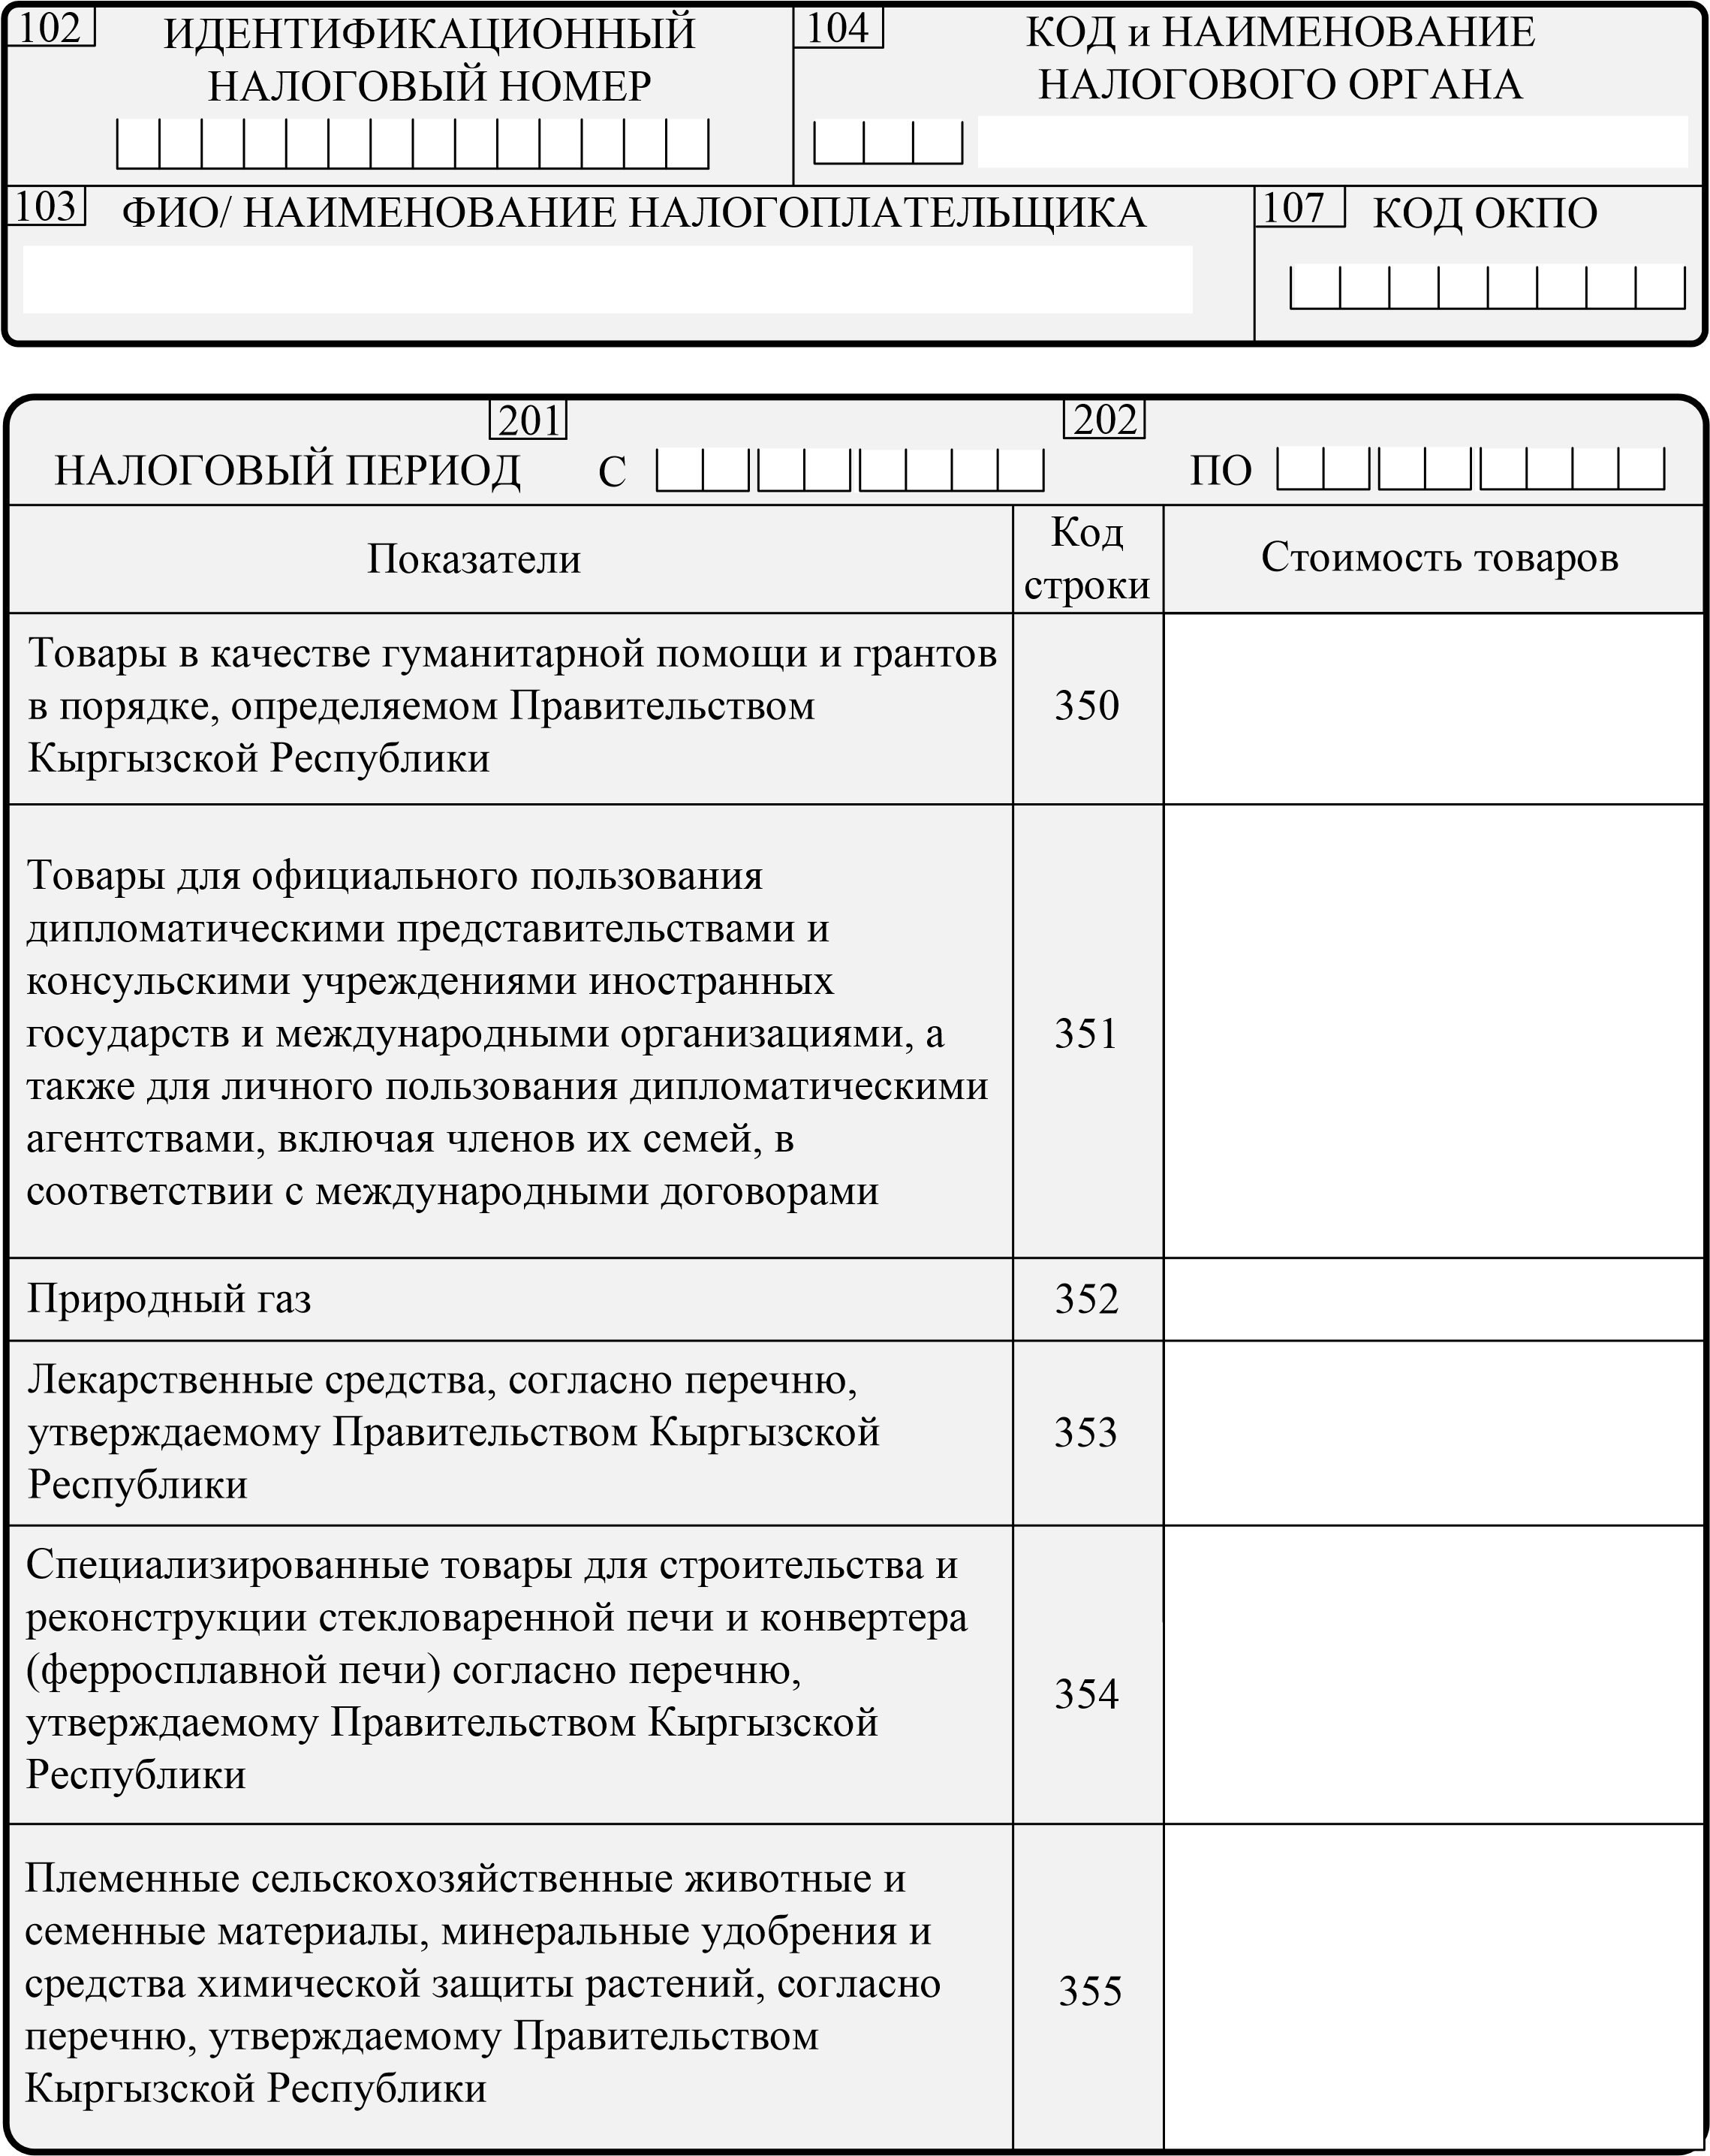 102 ИДЕНТИФИКАЦИОННЫЙ
НАЛОГОВЫЙ НОМЕР
104 КОД и НАИМЕНОВАНИЕ
НАЛОГОВОГО ОРГАНА
103 ФИО/ НАИМЕНОВАНИЕ НАЛОГОПЛАТЕЛЬЩИКА
107 КОД ОКПО
201 202
НАЛОГОВЫЙ ПЕРИОД С ПО
Показатели
Код
строки
Стоимость товаров
Товары в качестве гуманитарной помощи и грантов
в порядке, определяемом Правительством
Кыргызской Республики
350
Товары для официального пользования
дипломатическими представительствами и
консульскими учреждениями иностранных
государств и международными организациями, а
также для личного пользования дипломатическими
агентствами, включая членов их семей, в
соответствии с международными договорами
351
Природный газ
352
Лекарственные средства, согласно перечню,
утверждаемому Правительством Кыргызской
Республики
353
Специализированные товары для строительства и
реконструкции стекловаренной печи и конвертера
(ферросплавной печи) согласно перечню,
утверждаемому Правительством Кыргызской
Республики
354
Племенные сельскохозяйственные животные и
семенные материалы, минеральные удобрения и
средства химической защиты растений, согласно
перечню, утверждаемому Правительством
Кыргызской Республики
355